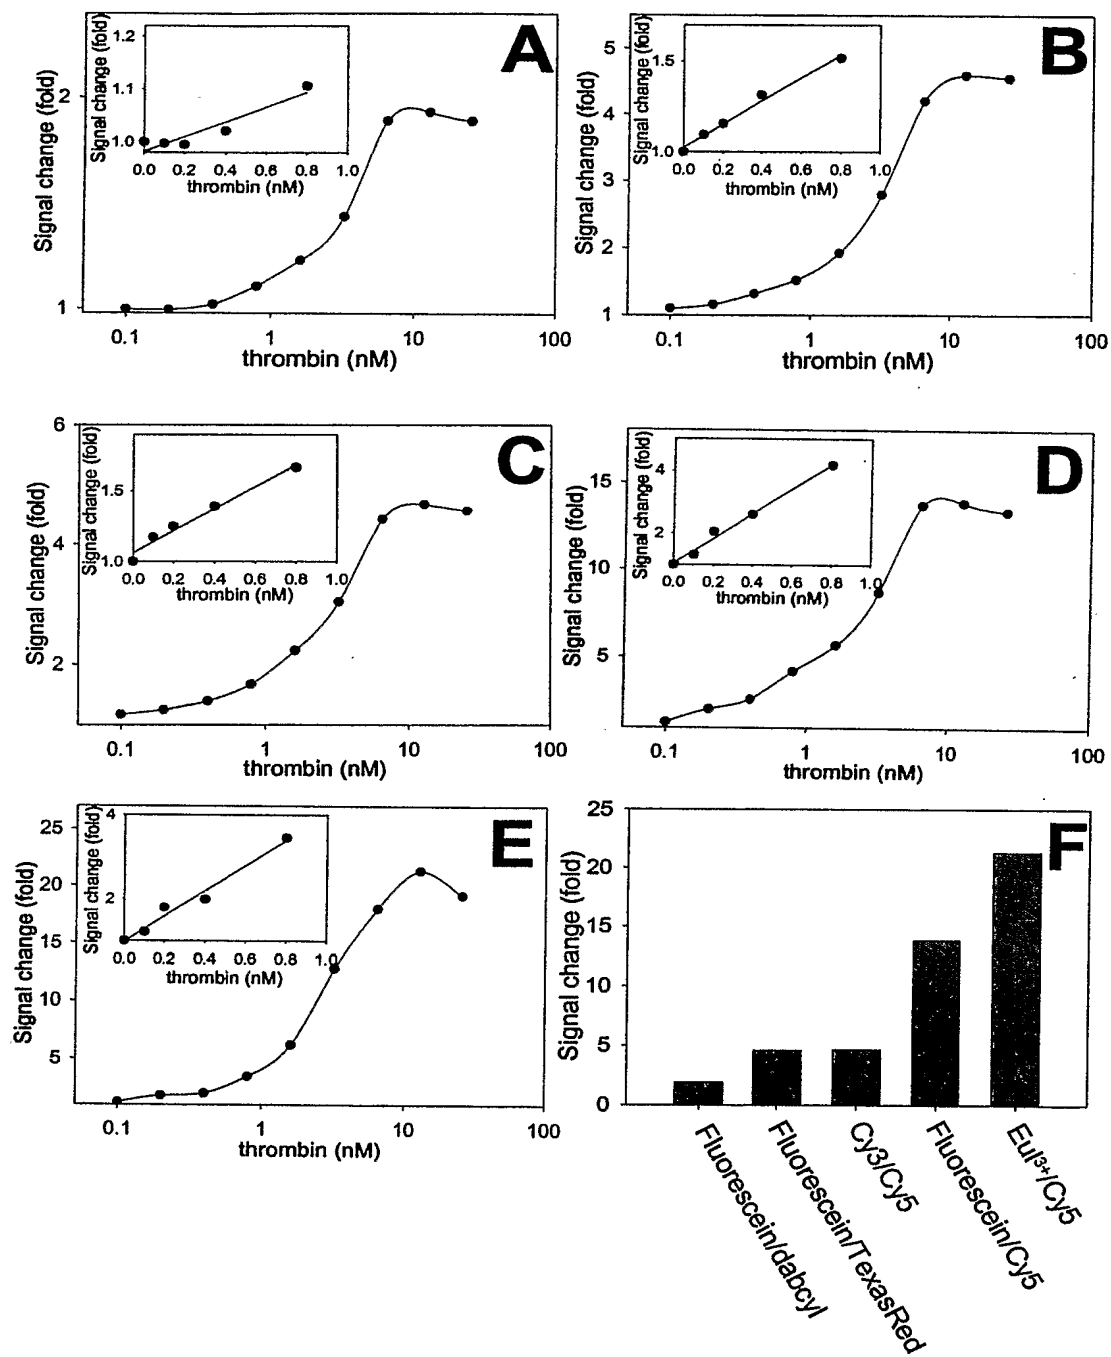 A
Signal change (fold)
2
1
0.1 1 10 100
thrombin (nM)
Signal change (fold)
1.2
1.1
1.0
0.0 0.2 0.4 0.6 0.8 1.0
thrombin (nM)
B
Signal change (fold)
5
4
3
2
1
0.1 1 10 100
thrombin (nM)
Signal change (fold)
1.5
1.0
0.0 0.2 0.4 0.6 0.8 1.0
thrombin (nM)
C
Signal change (fold)
6
4
2
0.1 1 10 100
thrombin (nM)
Signal change (fold)
1.5
1.0
0.0 0.2 0.4 0.6 0.8 1.0
thrombin (nM)
D
Signal change (fold)
15
10
5
0.1 1 10 100
thrombin (nM)
Signal change (fold)
4
2
0.0 0.2 0.4 0.6 0.8 1.0
thrombin (nM)
E
Signal change (fold)
25
20
15
10
5
0.1 1 10 100
thrombin (nM)
Signal change (fold)
4
2
0.0 0.2 0.4 0.6 0.8 1.0
thrombin (nM)
F
Signal change (fold)
25
20
15
10
5
0
Fluorescein/dabcyl
Fluorescein/TexasRed
Cy3/Cy5
Fluorescein/Cy5
EuI³⁺/Cy5